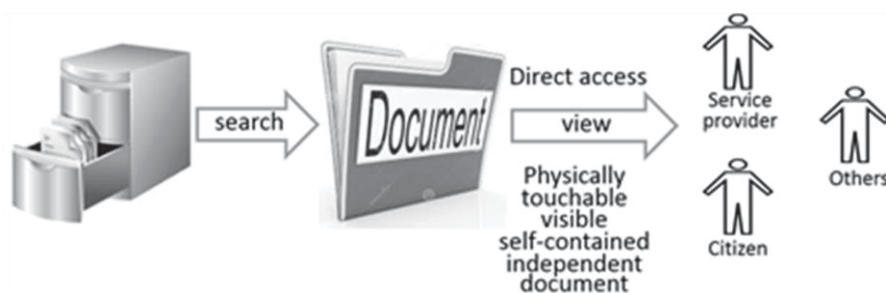 search
Document
Direct access
view
Physically
touchable
visible
self-contained
independent
document
Service
provider
Citizen
Others